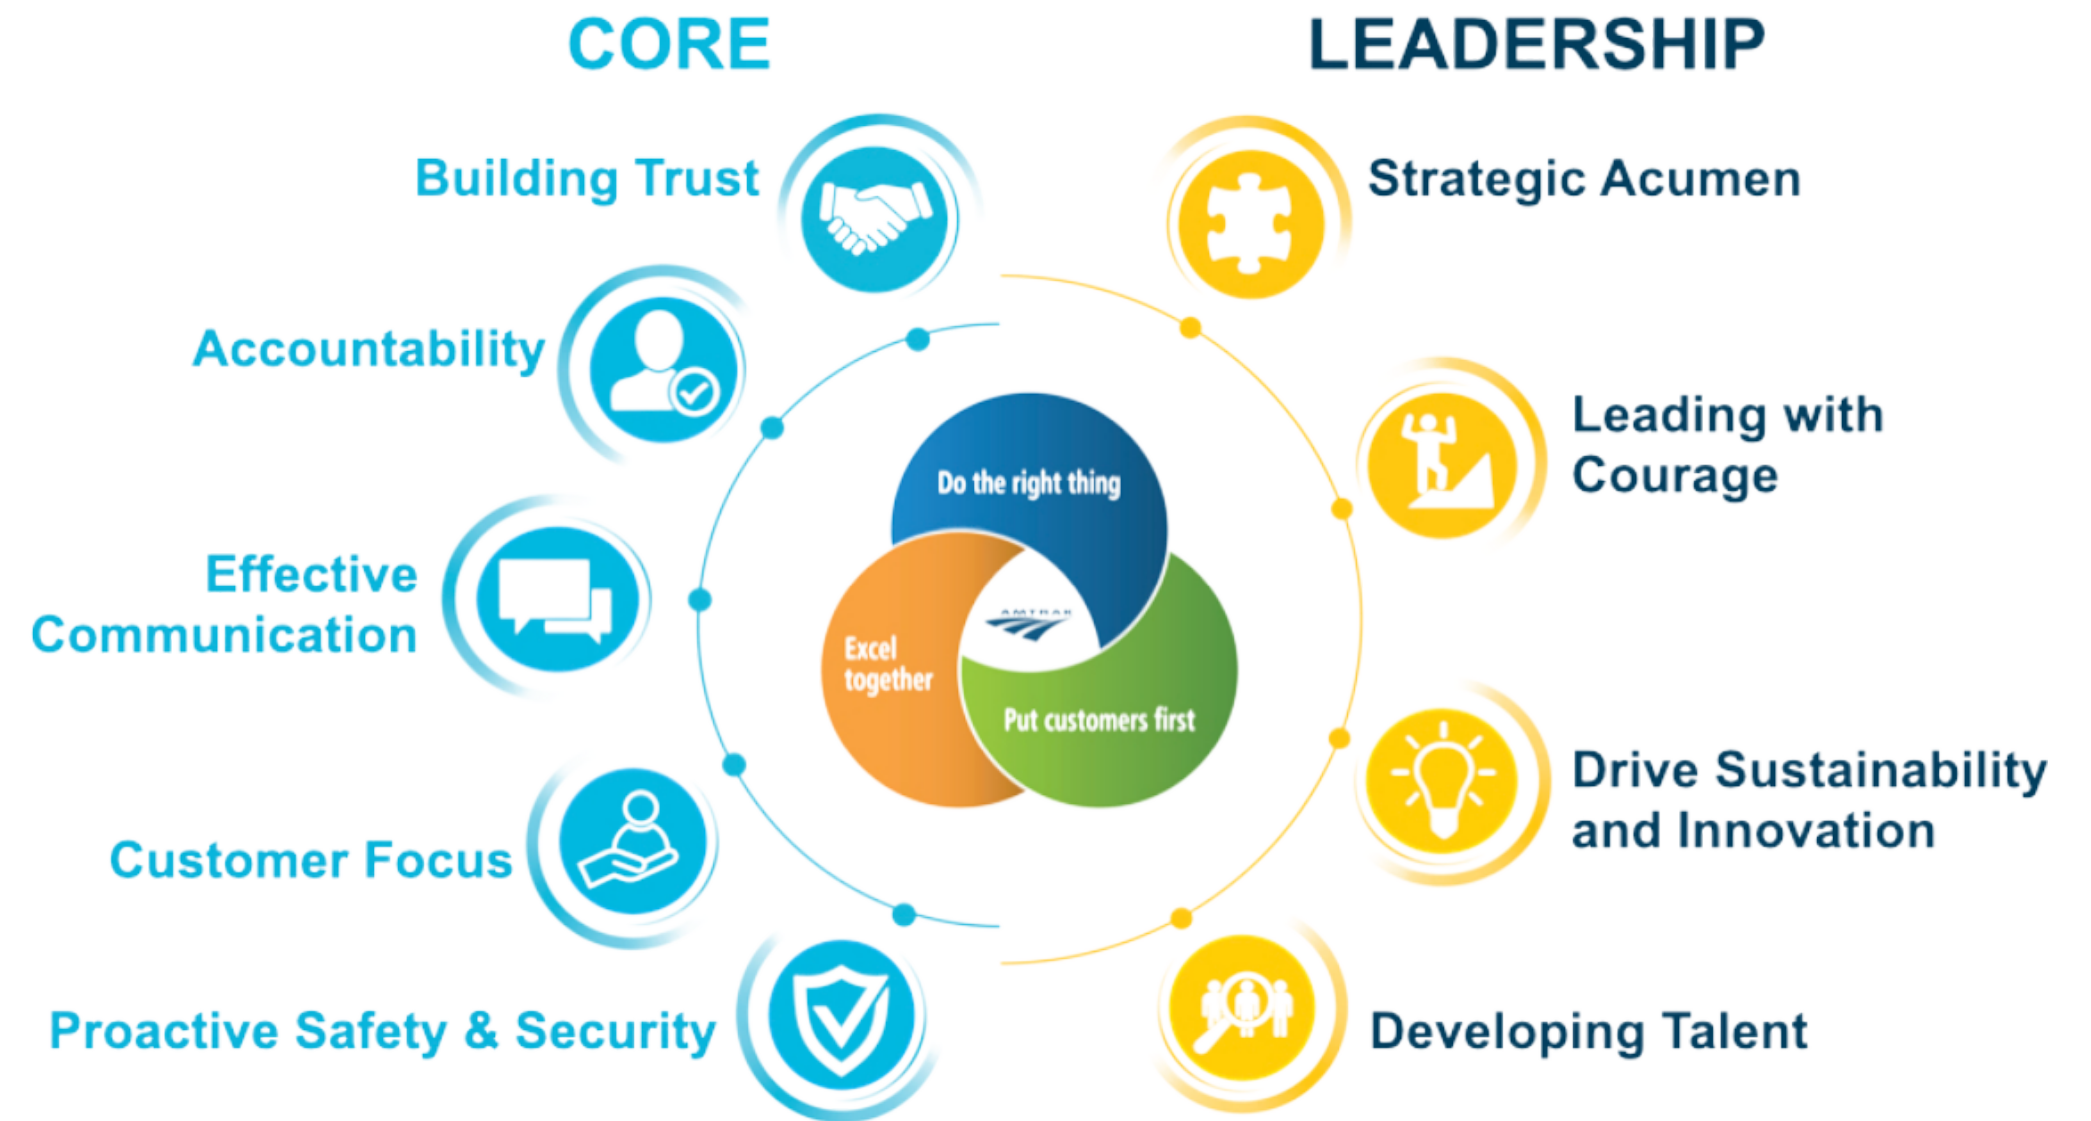 CORE
LEADERSHIP
Building Trust
Accountability
Effective
Communication
Customer Focus
Proactive Safety & Security
Do the right thing
AMTRAK
Excel
together
Put customers first
Strategic Acumen
Leading with
Courage
Drive Sustainability
and Innovation
Developing Talent